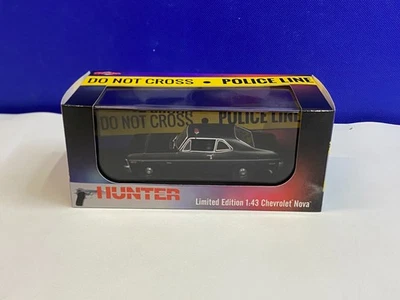 DO NOT CROSS • POLICE LINE
DO NOT CROSS
POLICE LINE
HUNTER
Limited Edition 1:43 Chevrolet Nova